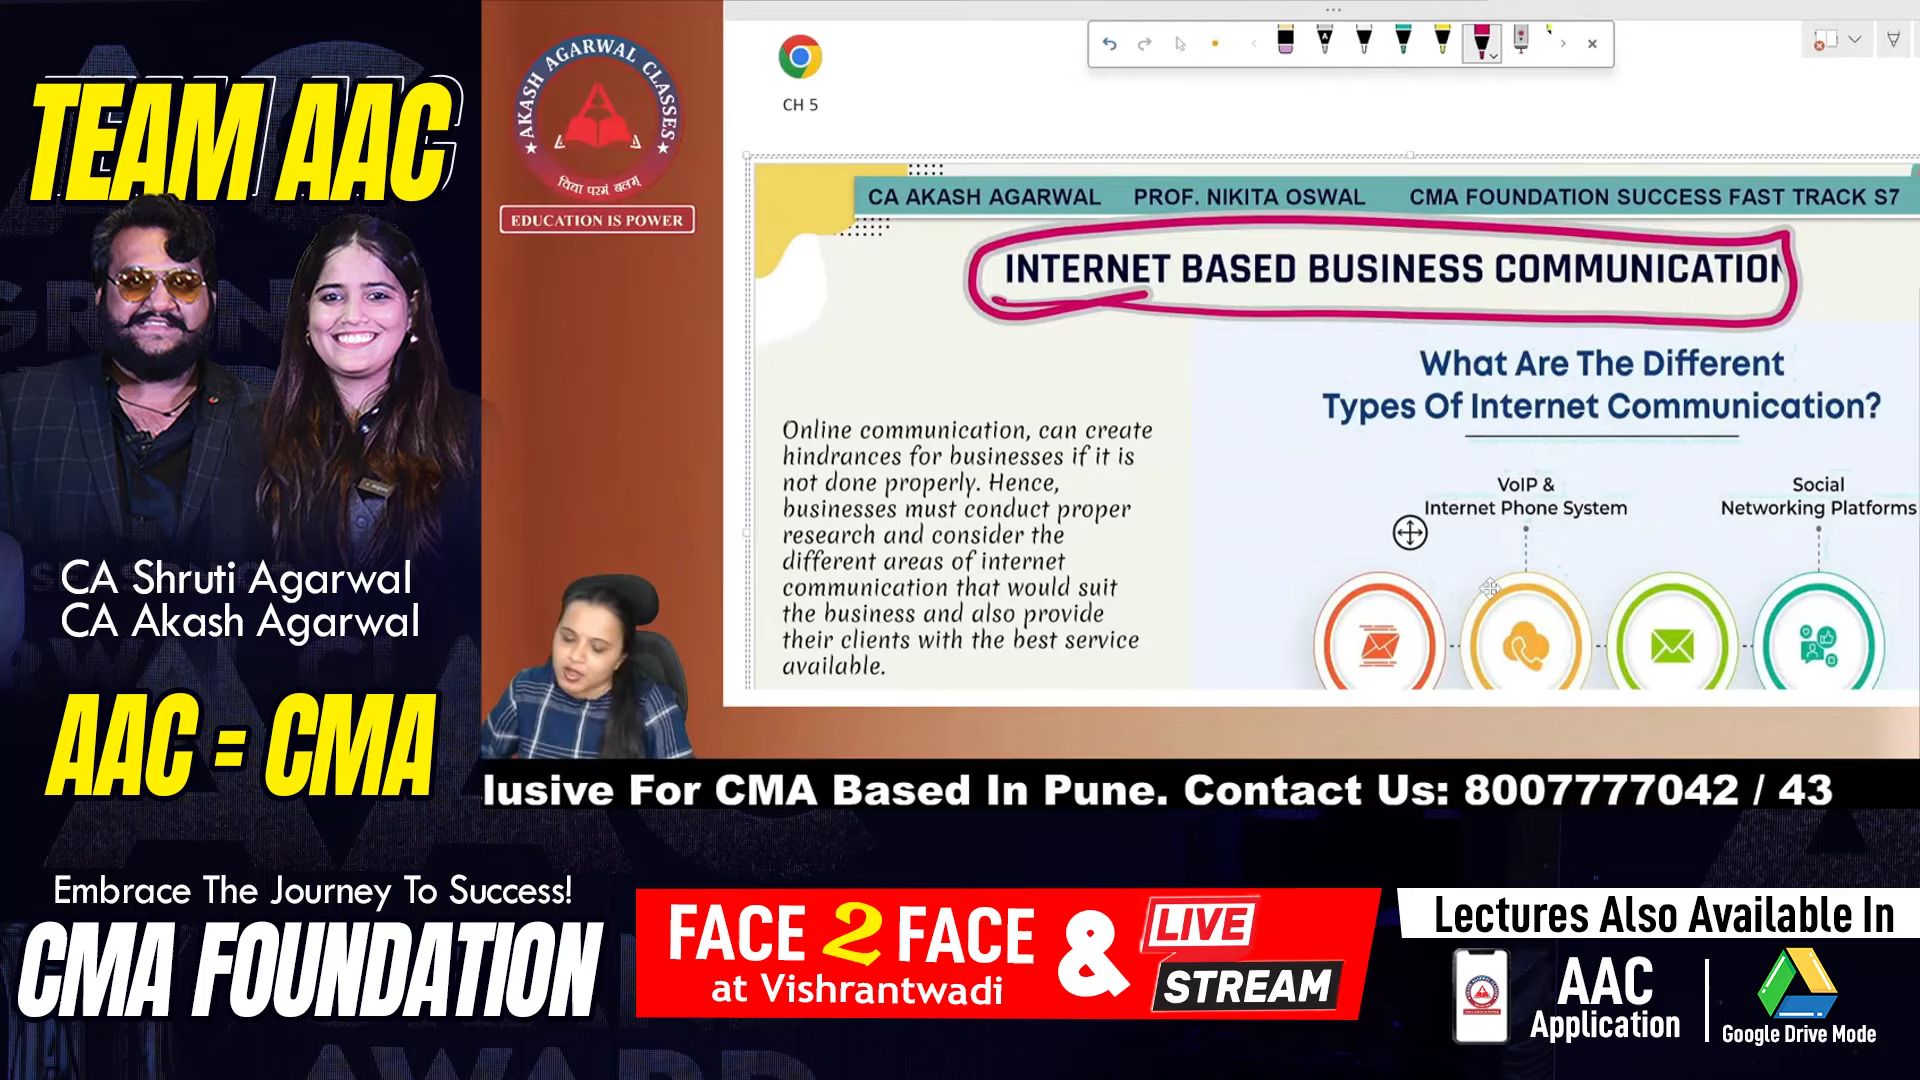 TEAM AAC
CA Shruti Agarwal
CA Akash Agarwal
AAC = CMA
Embrace The Journey To Success!
CMA FOUNDATION
AKASH AGARWAL CLASSES
विद्या परमं बलम्
EDUCATION IS POWER
CH 5
CA AKASH AGARWAL PROF. NIKITA OSWAL CMA FOUNDATION SUCCESS FAST TRACK S7
INTERNET BASED BUSINESS COMMUNICATION
Online communication, can create
hindrances for businesses if it is
not done properly. Hence,
businesses must conduct proper
research and consider the
different areas of internet
communication that would suit
the business and also provide
their clients with the best service
available.
What Are The Different
Types Of Internet Communication?
VoIP &
Internet Phone System
Social
Networking Platforms
lusive For CMA Based In Pune. Contact Us: 8007777042 / 43
FACE 2 FACE
at Vishrantwadi
&
LIVE
STREAM
Lectures Also Available In
AAC
Application
Google Drive Mode